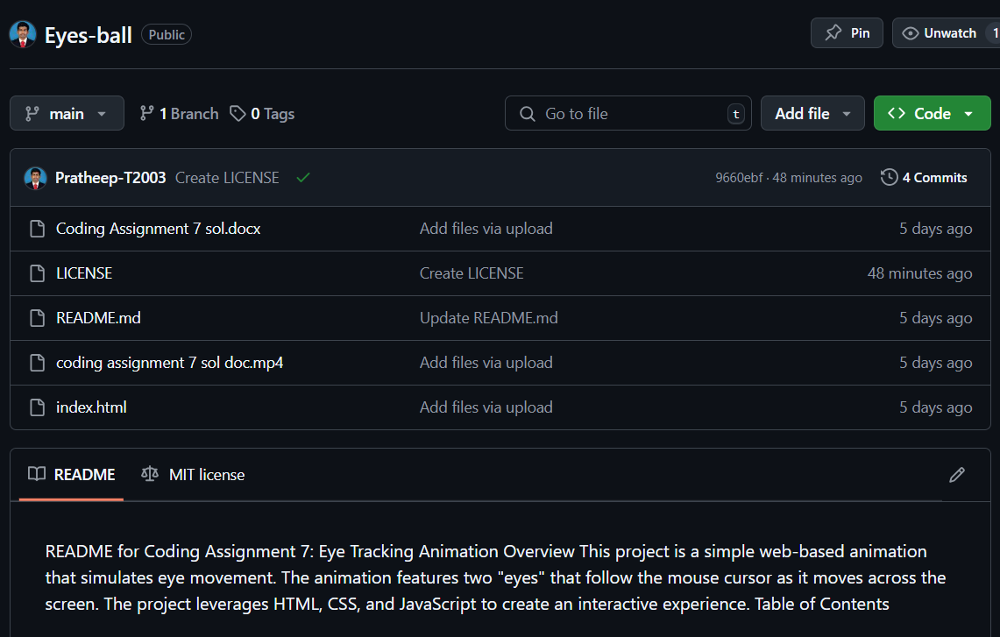 Eyes-ball Public Pin Unwatch 1
main 1 Branch 0 Tags Go to file t Add file Code
Pratheep-T2003 Create LICENSE 9660ebf · 48 minutes ago 4 Commits
Coding Assignment 7 sol.docx Add files via upload 5 days ago
LICENSE Create LICENSE 48 minutes ago
README.md Update README.md 5 days ago
coding assignment 7 sol doc.mp4 Add files via upload 5 days ago
index.html Add files via upload 5 days ago
README MIT license
README for Coding Assignment 7: Eye Tracking Animation Overview This project is a simple web-based animation
that simulates eye movement. The animation features two "eyes" that follow the mouse cursor as it moves across the
screen. The project leverages HTML, CSS, and JavaScript to create an interactive experience. Table of Contents